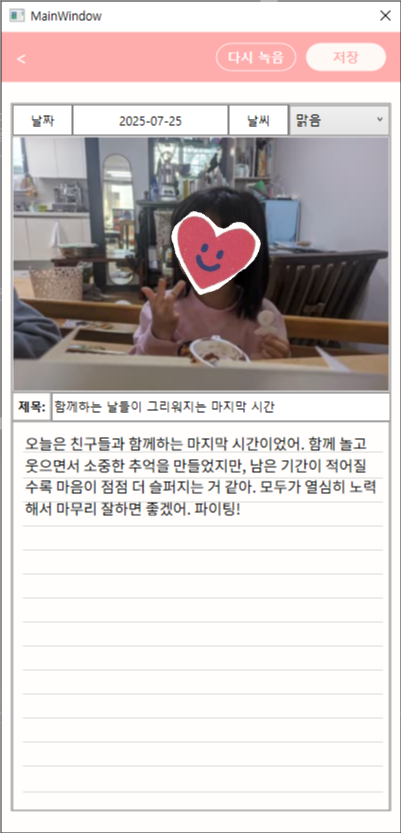 MainWindow
<
다시 녹음
저장
날짜
2025-07-25
날씨
맑음
제목:
함께하는 날들이 그리워지는 마지막 시간
오늘은 친구들과 함께하는 마지막 시간이었어. 함께 놀고
웃으면서 소중한 추억을 만들었지만, 남은 기간이 적어질
수록 마음이 점점 더 슬퍼지는 거 같아. 모두가 열심히 노력
해서 마무리 잘하면 좋겠어. 파이팅!